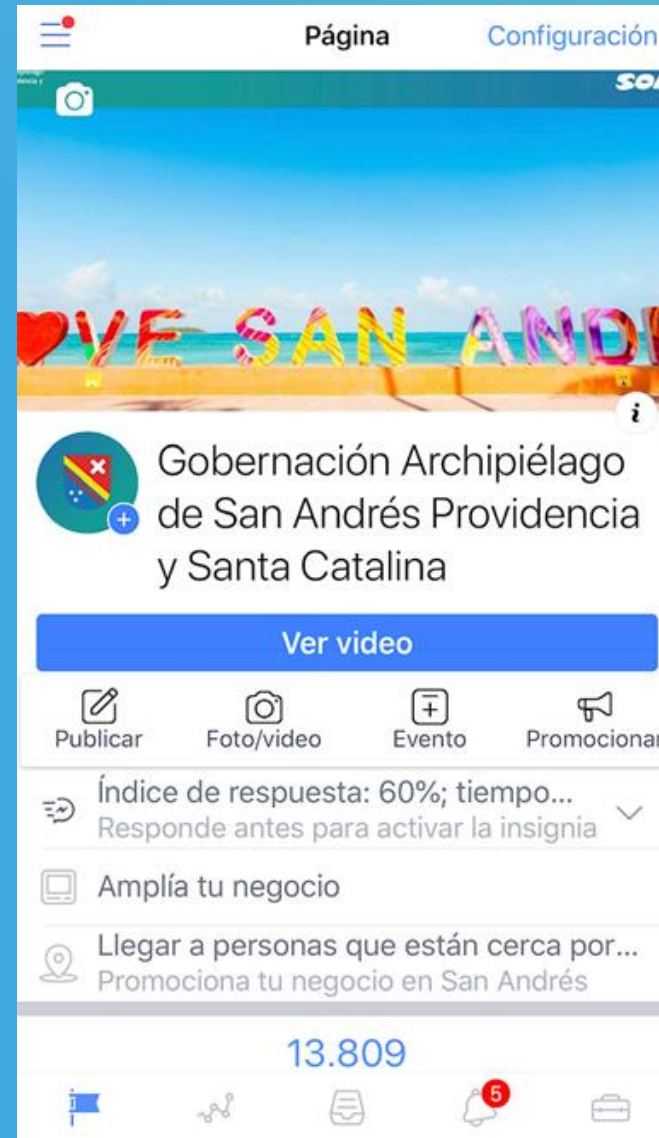 Página
Configuración
SOM
VE SAN ANDR
Gobernación Archipiélago
de San Andrés Providencia
y Santa Catalina
Ver video
Publicar
Foto/video
Evento
Promocionar
Índice de respuesta: 60%; tiempo...
Responde antes para activar la insignia
Amplía tu negocio
Llegar a personas que están cerca por...
Promociona tu negocio en San Andrés
13.809
5